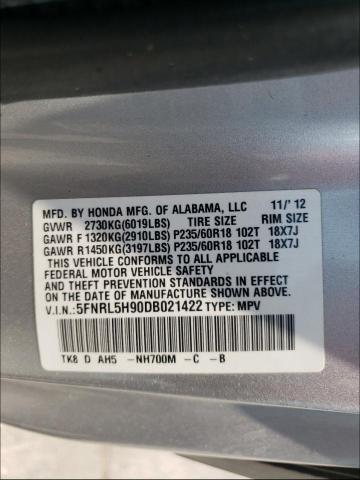 MFD. BY HONDA MFG. OF ALABAMA, LLC 11/'12
GVWR 2730KG(6019LBS) TIRE SIZE RIM SIZE
GAWR F 1320KG(2910LBS) P235/60R18 102T 18X7J
GAWR R1450KG(3197LBS) P235/60R18 102T 18X7J
THIS VEHICLE CONFORMS TO ALL APPLICABLE
FEDERAL MOTOR VEHICLE SAFETY AND
THEFT PREVENTION STANDARDS IN EFFECT
ON THE DATE OF MANUFACTURE SHOWN ABOVE.
V.I.N.: 5FNRL5H90DB021422 TYPE: MPV
TK8 D AH5 -NH700M -C -B